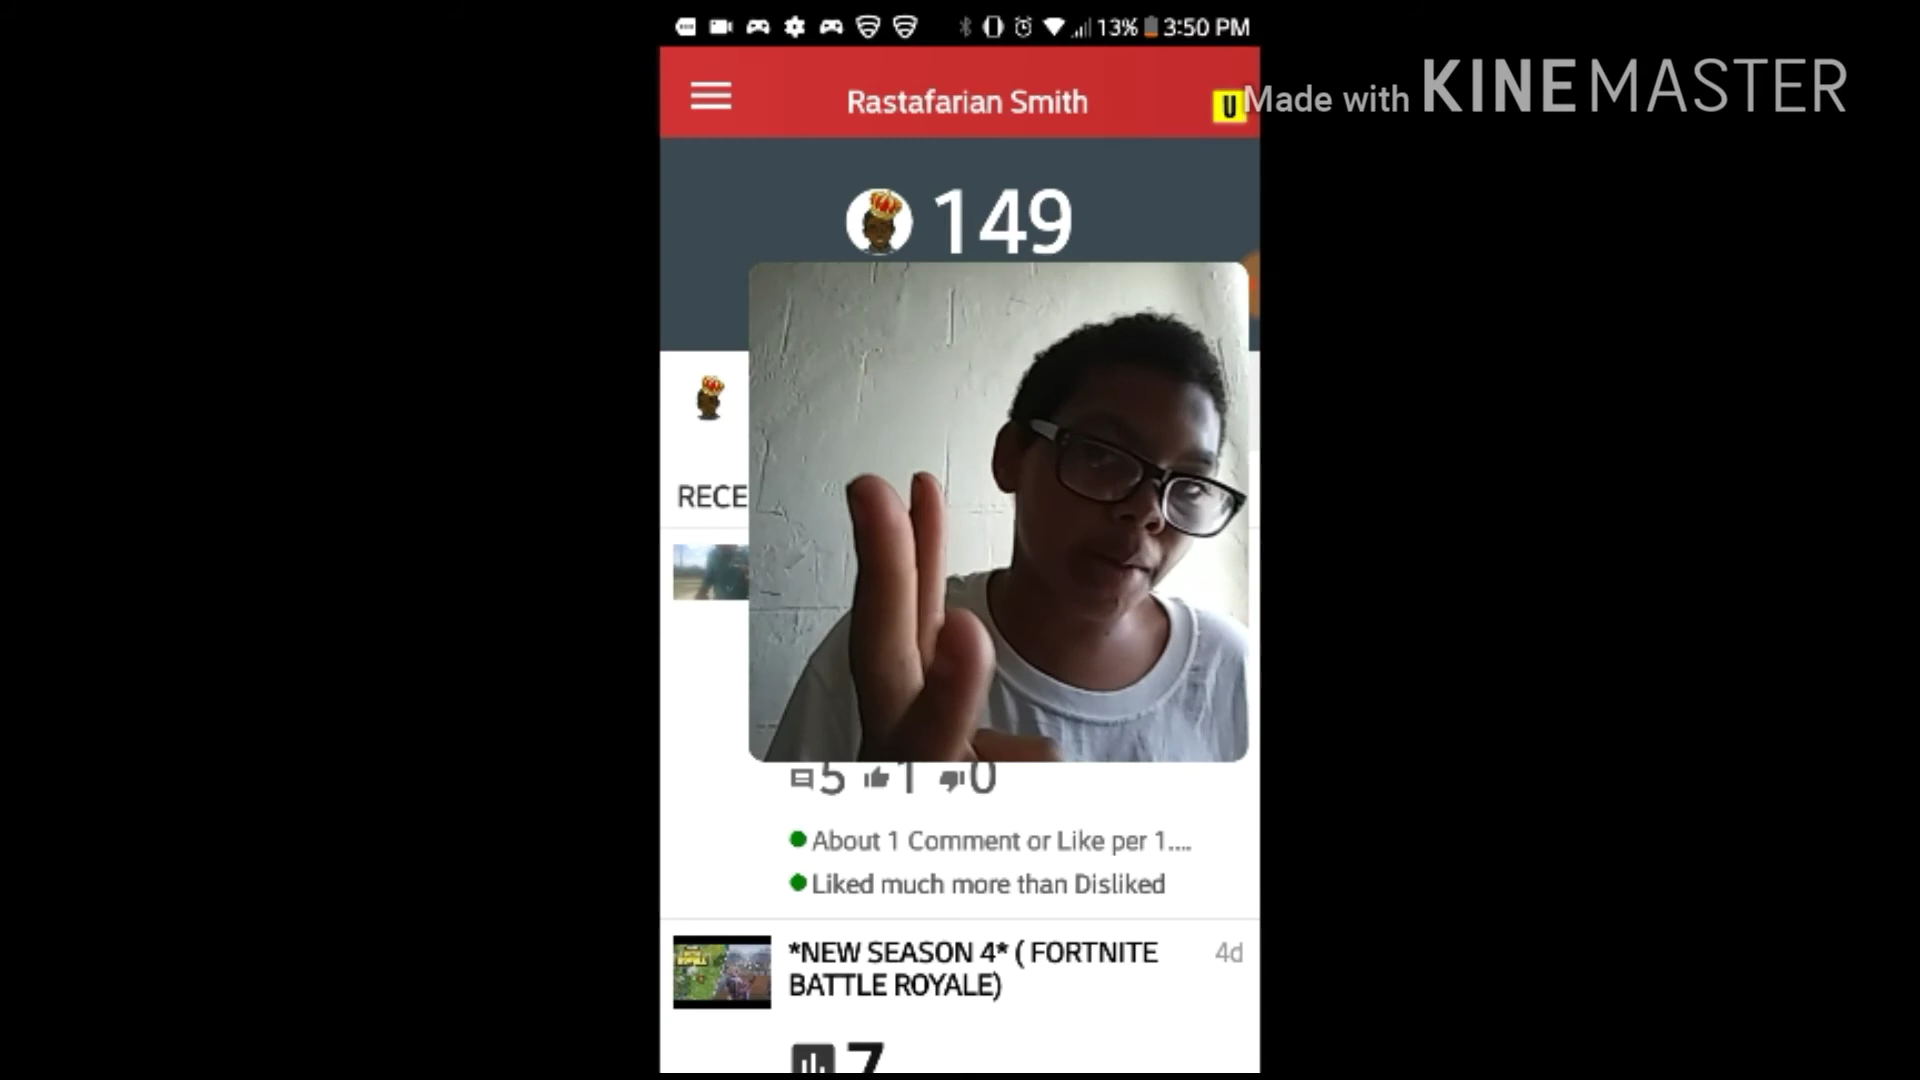 13% 3:50 PM
Rastafarian Smith
U
Made with KINEMASTER
149
RECE
5 1 0
About 1 Comment or Like per 1....
Liked much more than Disliked
*NEW SEASON 4* ( FORTNITE 4d
BATTLE ROYALE)
7